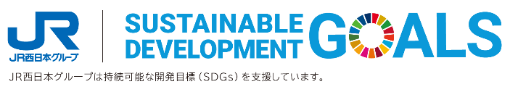 JR
JR西日本グループ
SUSTAINABLE
DEVELOPMENT
GOALS
JR西日本グループは持続可能な開発目標（SDGs）を支援しています。